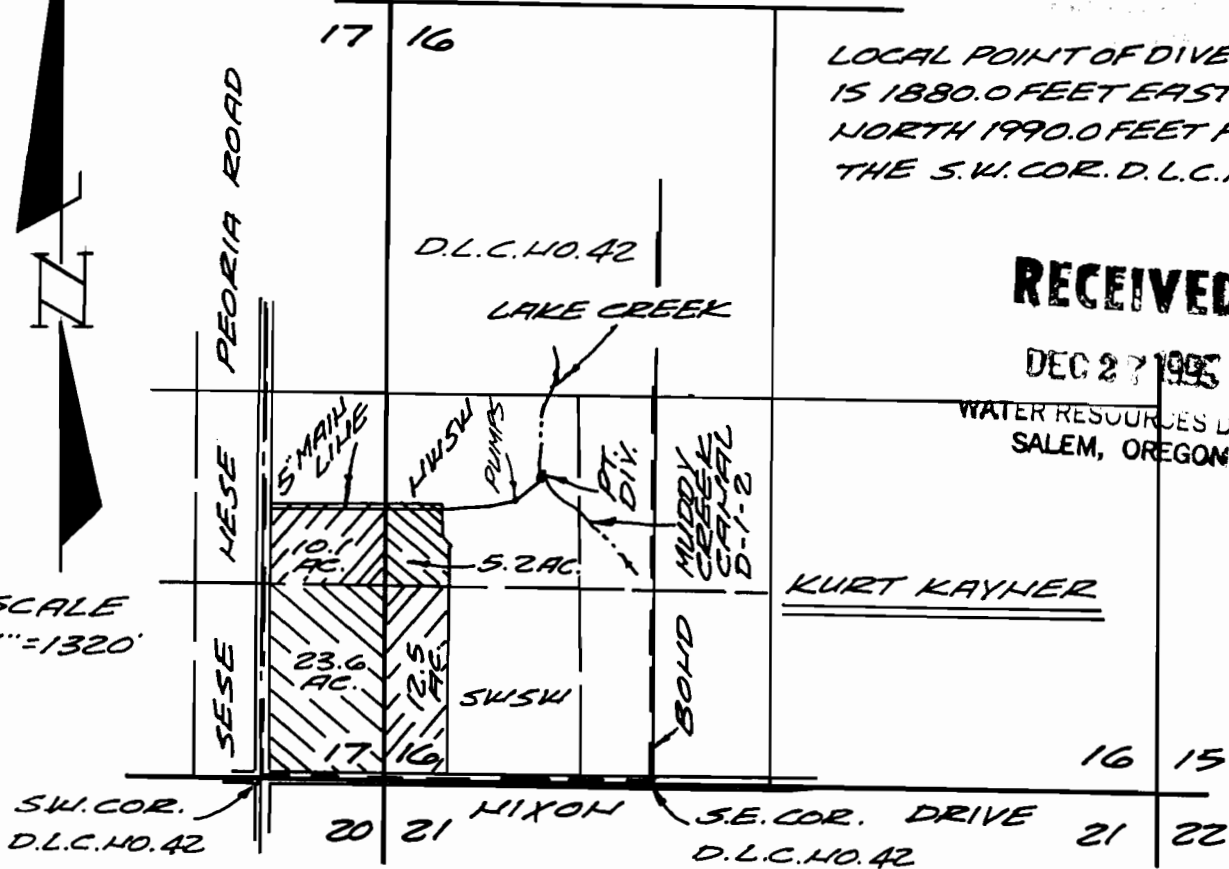 17 16
LOCAL POINT OF DIVE
IS 1880.0 FEET EAST
NORTH 1990.0 FEET F
THE S.W. COR. D.L.C.
PEORIA ROAD
N
D.L.C. NO. 42
LAKE CREEK
RECEIVED
DEC 27 1995
WATER RESOURCES D
SALEM, OREGON
NESE
5" MAIN
LINE
NWSW
PUMPS
PT.
DIV.
MUDDY
CREEK
CANAL
D-1-2
10.1
AC.
5.2 AC.
KURT KAYNER
SCALE
"=1320'
SESE
23.6
AC.
12.5
AC.
SWSW
BOND
17 16
16 15
S.W. COR.
D.L.C. NO. 42
20 21
NIXON DRIVE
S.E. COR.
D.L.C. NO. 42
21 22